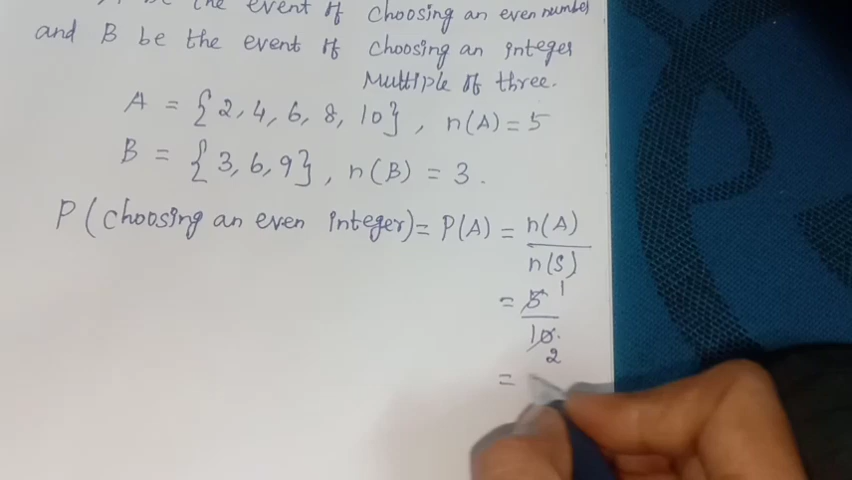 be the event of choosing an even number
and B be the event of choosing an integer
Multiple of three.
A = {2, 4, 6, 8, 10}, n(A) = 5
B = {3, 6, 9}, n(B) = 3.
P(choosing an even integer) = P(A) = n(A)
n(S)
= 5 1
10.
2
=